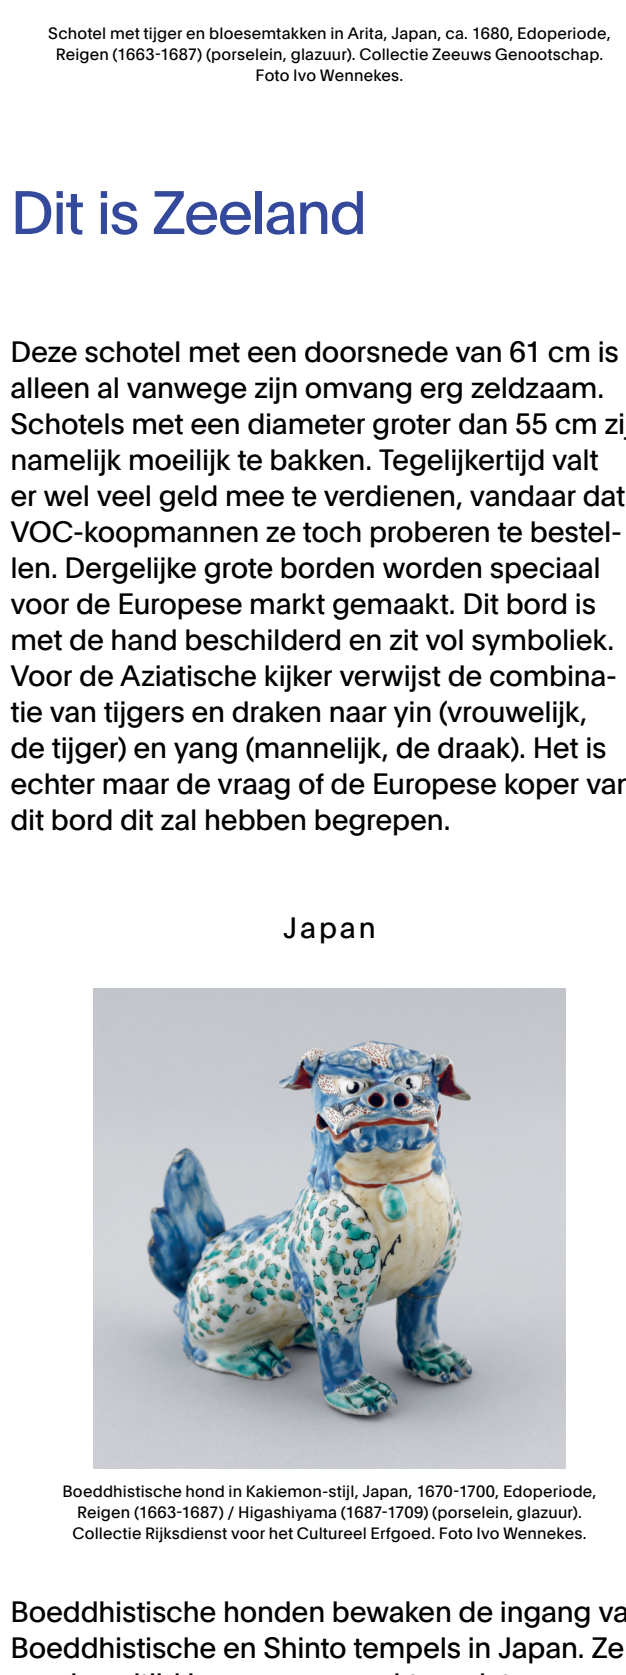 Schotel met tijger en bloesemtakken in Arita, Japan, ca. 1680, Edoperiode,
Reigen (1663-1687) (porselein, glazuur). Collectie Zeeuws Genootschap.
Foto Ivo Wennekes.
Dit is Zeeland
Deze schotel met een doorsnede van 61 cm is
alleen al vanwege zijn omvang erg zeldzaam.
Schotels met een diameter groter dan 55 cm
namelijk moeilijk te bakken. Tegelijkertijd valt
er wel veel geld mee te verdienen, vandaar dat
VOC-koopmannen ze toch proberen te bestel-
len. Dergelijke grote borden worden speciaal
voor de Europese markt gemaakt. Dit bord is
met de hand beschilderd en zit vol symboliek.
Voor de Aziatische kijker verwijst de combina-
tie van tijgers en draken naar yin (vrouwelijk,
de tijger) en yang (mannelijk, de draak). Het is
echter maar de vraag of de Europese koper
dit bord dit zal hebben begrepen.
Japan
Boeddhistische hond in Kakiemon-stijl, Japan, 1670-1700, Edoperiode,
Reigen (1663-1687) / Higashiyama (1687-1709) (porselein, glazuur).
Collectie Rijksdienst voor het Cultureel Erfgoed. Foto Ivo Wennekes.
Boeddhistische honden bewaken de ingang
Boeddhistische en Shinto tempels in Japan. Ze